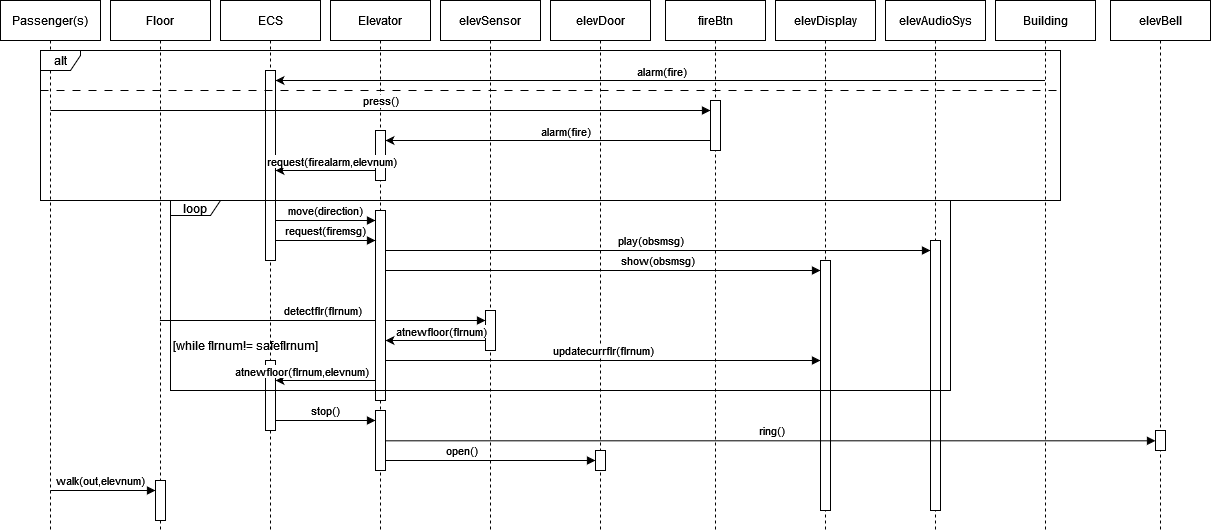 Passenger(s)
Floor
ECS
Elevator
elevSensor
elevDoor
fireBtn
elevDisplay
elevAudioSys
Building
elevBell
alt
alarm(fire)
press()
alarm(fire)
request(firealarm,elevnum)
loop
move(direction)
request(firemsg)
play(obsmsg)
show(obsmsg)
detectflr(flrnum)
atnewfloor(flrnum)
[while flrnum!= safeflrnum]
updatecurrflr(flrnum)
atnewfloor(flrnum,elevnum)
stop()
ring()
open()
walk(out,elevnum)